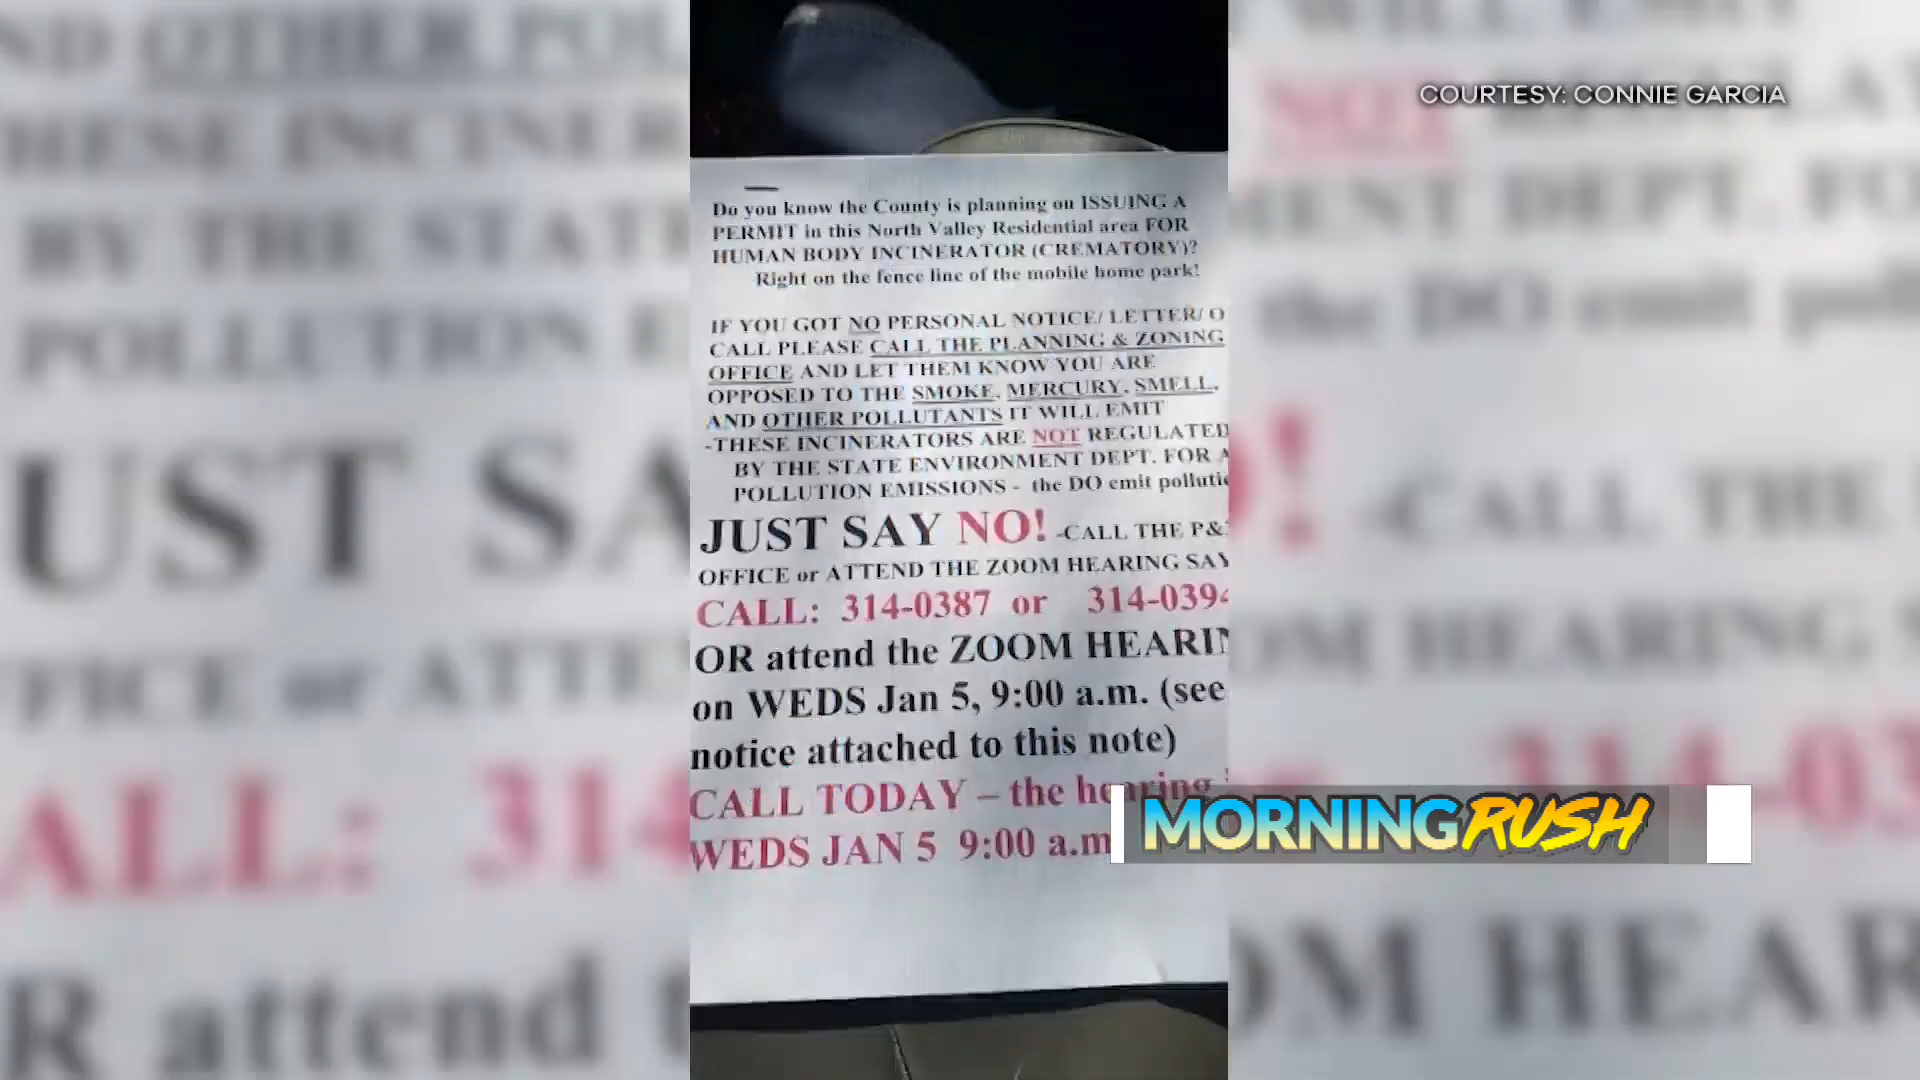 COURTESY: CONNIE GARCIA
Do you know the County is planning on ISSUING A
PERMIT in this North Valley Residential area FOR
HUMAN BODY INCINERATOR (CREMATORY)?
Right on the fence line of the mobile home park!
IF YOU GOT NO PERSONAL NOTICE/ LETTER/ O
CALL PLEASE CALL THE PLANNING & ZONING
OFFICE AND LET THEM KNOW YOU ARE
OPPOSED TO THE SMOKE, MERCURY, SMELL,
AND OTHER POLLUTANTS IT WILL EMIT
-THESE INCINERATORS ARE NOT REGULATED
BY THE STATE ENVIRONMENT DEPT. FOR A
POLLUTION EMISSIONS - the DO emit polluti
JUST SAY NO! -CALL THE P&
OFFICE or ATTEND THE ZOOM HEARING SAY
CALL: 314-0387 or 314-0394
OR attend the ZOOM HEARIN
on WEDS Jan 5, 9:00 a.m. (see
notice attached to this note)
CALL TODAY – the hearing
WEDS JAN 5 9:00 a.m
MORNING RUSH